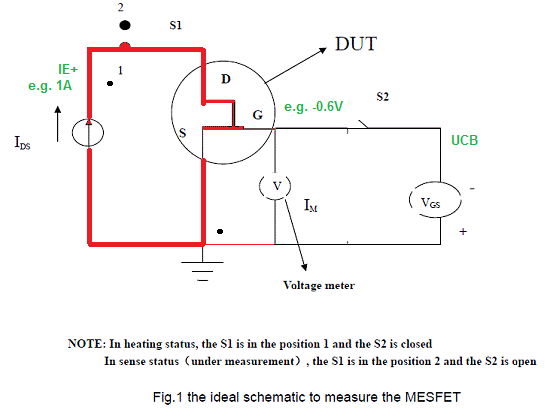 2
S1
DUT
IE+
e.g. 1A
1
D
S2
G
e.g. -0.6V
S
UCB
IDS
V
IM
VGS
-
+
Voltage meter
NOTE: In heating status, the S1 is in the position 1 and the S2 is closed
In sense status（under measurement）, the S1 is in the position 2 and the S2 is open
Fig.1 the ideal schematic to measure the MESFET